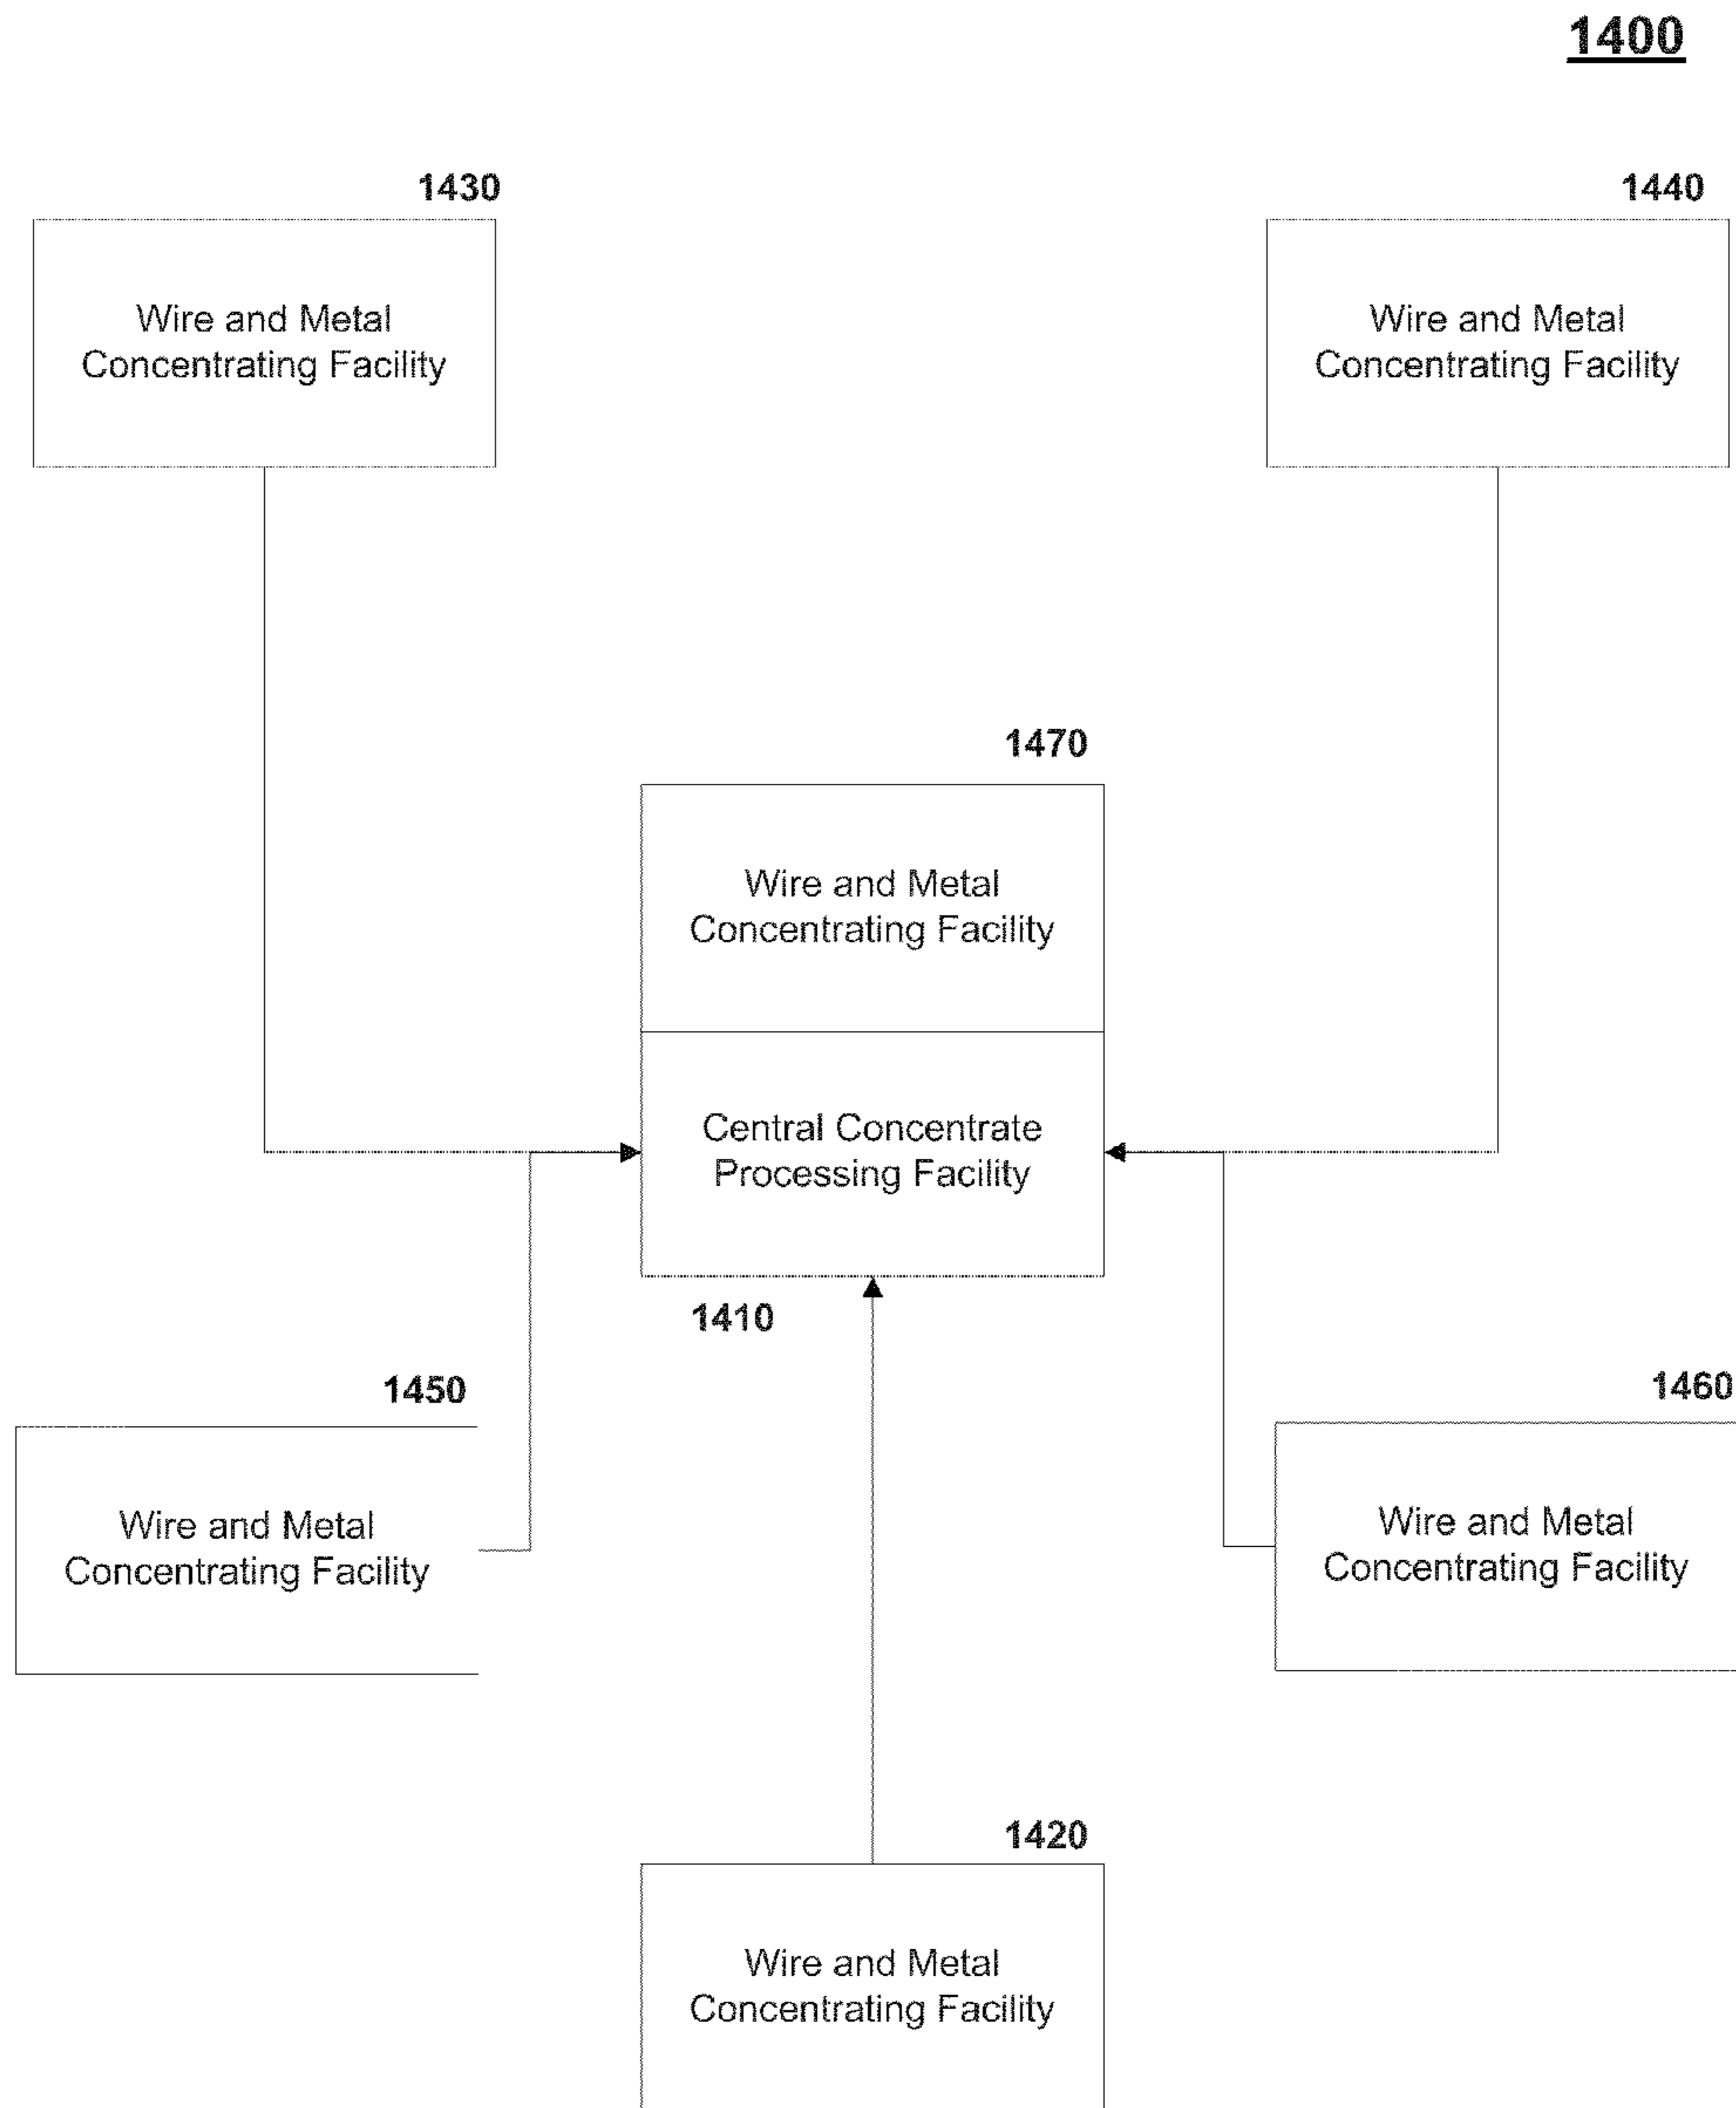 1400
1430
Wire and Metal
Concentrating Facility
1440
Wire and Metal
Concentrating Facility
1470
Wire and Metal
Concentrating Facility
Central Concentrate
Processing Facility
1410
1450
Wire and Metal
Concentrating Facility
1460
Wire and Metal
Concentrating Facility
1420
Wire and Metal
Concentrating Facility